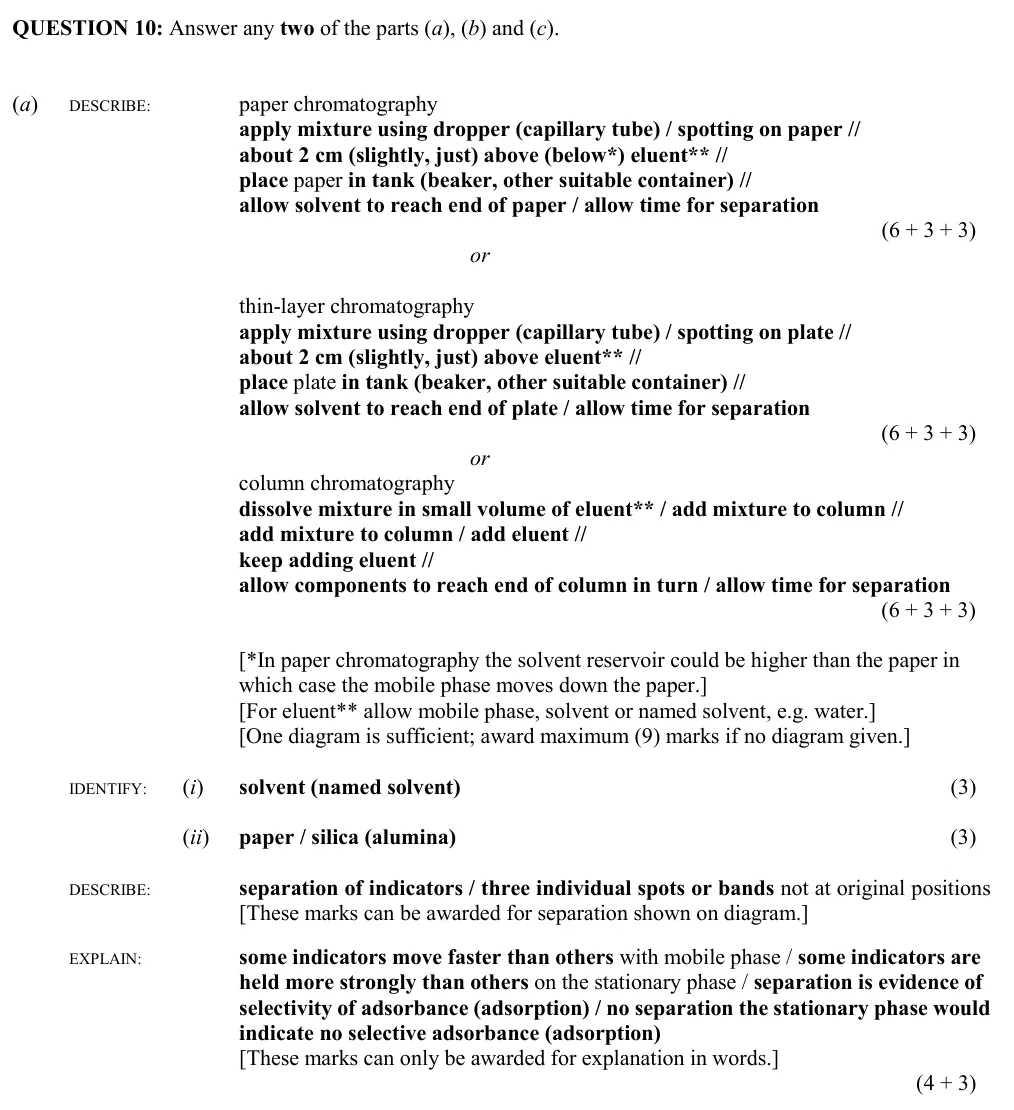 QUESTION 10: Answer any two of the parts (a), (b) and (c).
(a) DESCRIBE: paper chromatography
apply mixture using dropper (capillary tube) / spotting on paper //
about 2 cm (slightly, just) above (below*) eluent** //
place paper in tank (beaker, other suitable container) //
allow solvent to reach end of paper / allow time for separation
(6 + 3 + 3)
or
thin-layer chromatography
apply mixture using dropper (capillary tube) / spotting on plate //
about 2 cm (slightly, just) above eluent** //
place plate in tank (beaker, other suitable container) //
allow solvent to reach end of plate / allow time for separation
(6 + 3 + 3)
or
column chromatography
dissolve mixture in small volume of eluent** / add mixture to column //
add mixture to column / add eluent //
keep adding eluent //
allow components to reach end of column in turn / allow time for separation
(6 + 3 + 3)
[*In paper chromatography the solvent reservoir could be higher than the paper in
which case the mobile phase moves down the paper.]
[For eluent** allow mobile phase, solvent or named solvent, e.g. water.]
[One diagram is sufficient; award maximum (9) marks if no diagram given.]
IDENTIFY: (i) solvent (named solvent) (3)
(ii) paper / silica (alumina) (3)
DESCRIBE: separation of indicators / three individual spots or bands not at original positions
[These marks can be awarded for separation shown on diagram.]
EXPLAIN: some indicators move faster than others with mobile phase / some indicators are
held more strongly than others on the stationary phase / separation is evidence of
selectivity of adsorbance (adsorption) / no separation the stationary phase would
indicate no selective adsorbance (adsorption)
[These marks can only be awarded for explanation in words.]
(4 + 3)